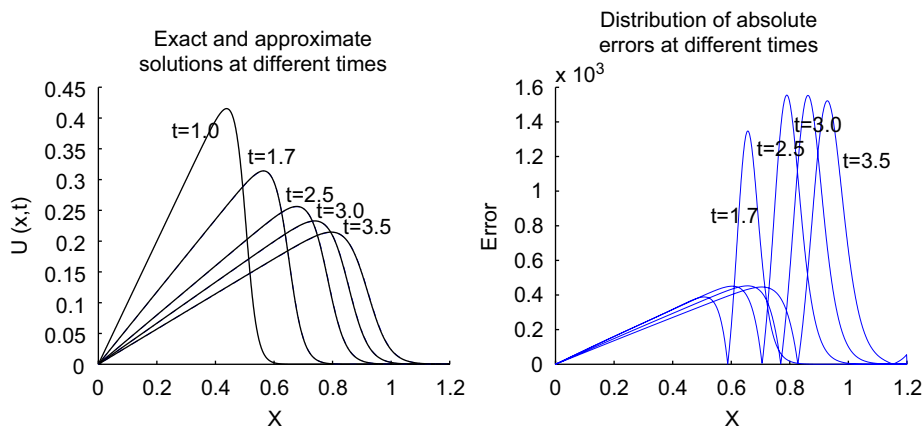 Exact and approximate
solutions at different times
0.45
0.4
0.35
0.3
0.25
0.2
0.15
0.1
0.05
0
U (x,t)
t=1.0
t=1.7
t=2.5
t=3.0
t=3.5
0 0.2 0.4 0.6 0.8 1 1.2
X
Distribution of absolute
errors at different times
x 10³
1.6
1.4
1.2
1
0.8
0.6
0.4
0.2
0
Error
t=1.7
t=2.5
t=3.0
t=3.5
0 0.2 0.4 0.6 0.8 1 1.2
X